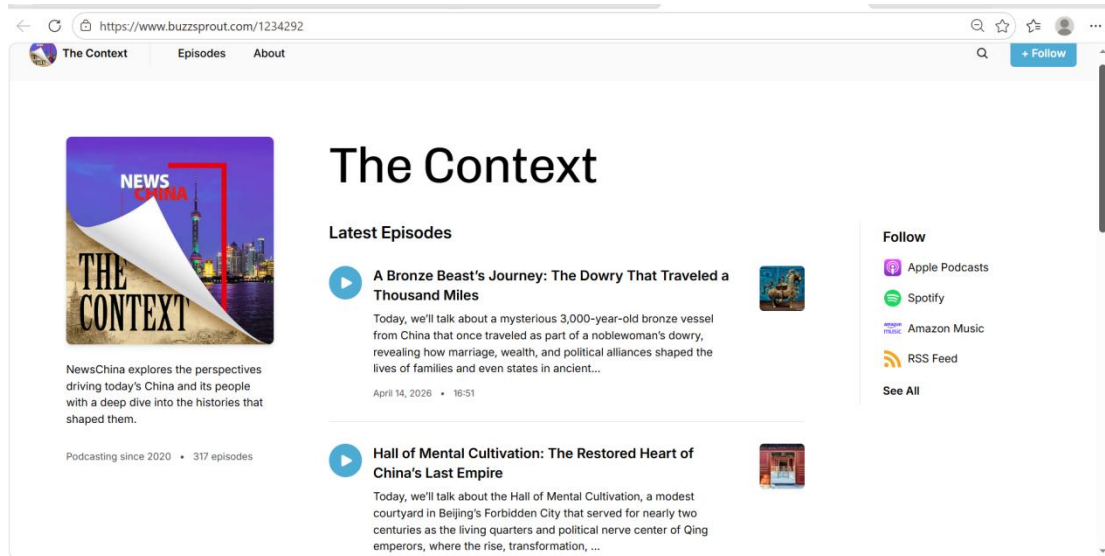 https://www.buzzsprout.com/1234292
The Context
Episodes
About
+ Follow
NEWS
CHINA
THE
CONTEXT
NewsChina explores the perspectives
driving today's China and its people
with a deep dive into the histories that
shaped them.
Podcasting since 2020 • 317 episodes
The Context
Latest Episodes
A Bronze Beast's Journey: The Dowry That Traveled a
Thousand Miles
Today, we'll talk about a mysterious 3,000-year-old bronze vessel
from China that once traveled as part of a noblewoman's dowry,
revealing how marriage, wealth, and political alliances shaped the
lives of families and even states in ancient...
April 14, 2026 • 16:51
Hall of Mental Cultivation: The Restored Heart of
China's Last Empire
Today, we'll talk about the Hall of Mental Cultivation, a modest
courtyard in Beijing's Forbidden City that served for nearly two
centuries as the living quarters and political nerve center of Qing
emperors, where the rise, transformation, ...
Follow
Apple Podcasts
Spotify
amazon
music
Amazon Music
RSS Feed
See All